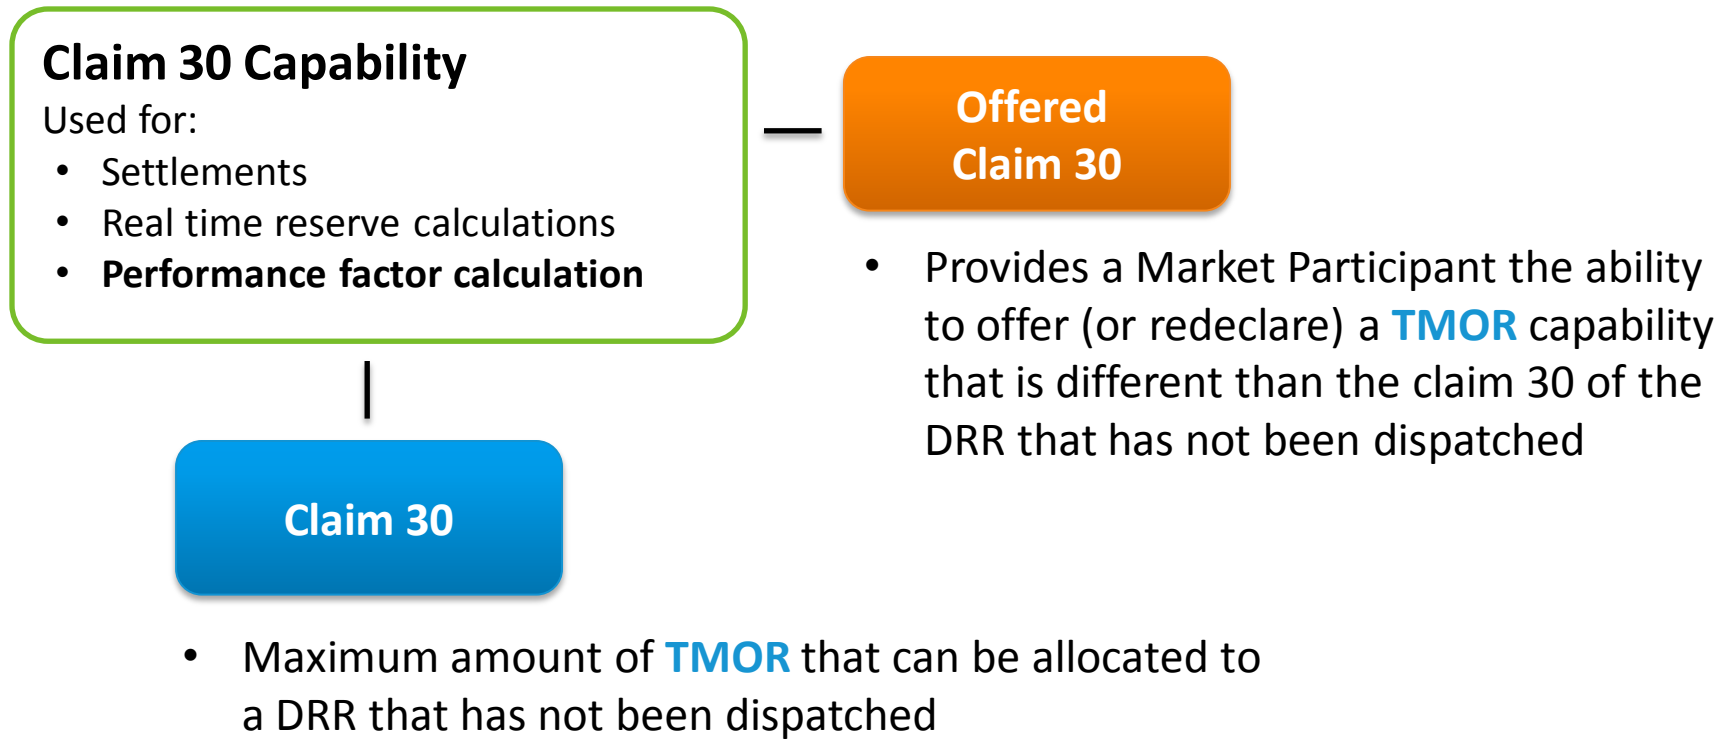 Claim 30 Capability
Used for:
• Settlements
• Real time reserve calculations
• Performance factor calculation
Offered
Claim 30
• Provides a Market Participant the ability
to offer (or redeclare) a TMOR capability
that is different than the claim 30 of the
DRR that has not been dispatched
Claim 30
• Maximum amount of TMOR that can be allocated to
a DRR that has not been dispatched